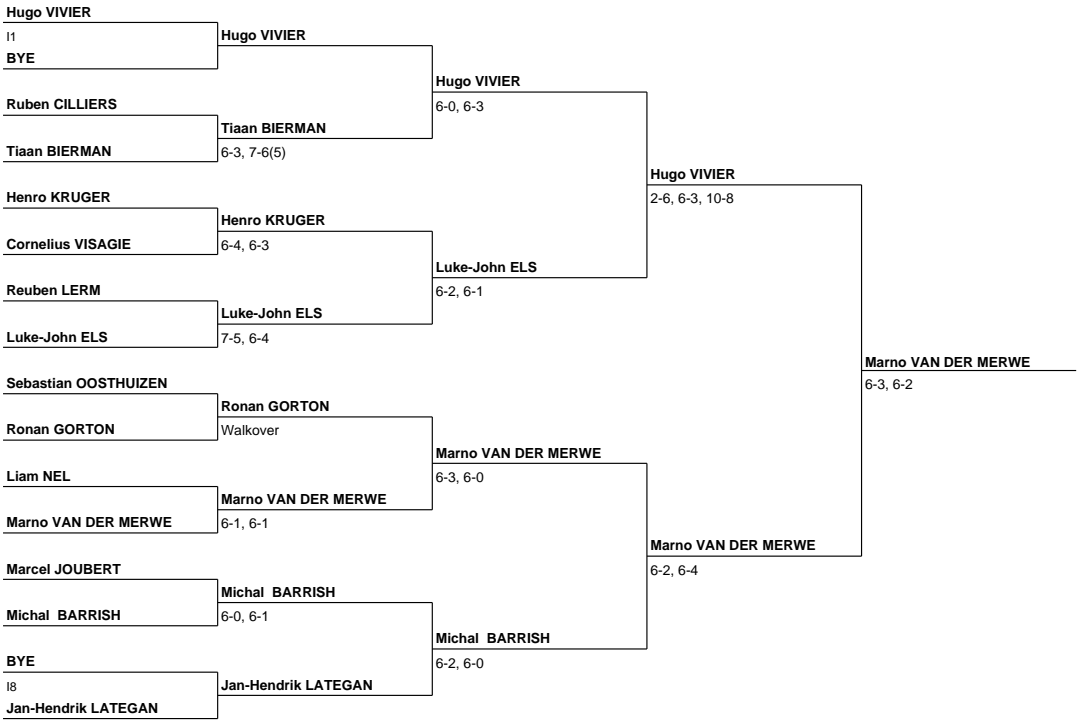 Hugo VIVIER
I1
BYE
Hugo VIVIER
Ruben CILLIERS
Tiaan BIERMAN
Tiaan BIERMAN
6-3, 7-6(5)
Hugo VIVIER
6-0, 6-3
Henro KRUGER
Cornelius VISAGIE
Henro KRUGER
6-4, 6-3
Reuben LERM
Luke-John ELS
Luke-John ELS
7-5, 6-4
Luke-John ELS
6-2, 6-1
Hugo VIVIER
2-6, 6-3, 10-8
Sebastian OOSTHUIZEN
Ronan GORTON
Ronan GORTON
Walkover
Liam NEL
Marno VAN DER MERWE
Marno VAN DER MERWE
6-1, 6-1
Marno VAN DER MERWE
6-3, 6-0
Marcel JOUBERT
Michal  BARRISH
Michal  BARRISH
6-0, 6-1
BYE
I8
Jan-Hendrik LATEGAN
Jan-Hendrik LATEGAN
Michal  BARRISH
6-2, 6-0
Marno VAN DER MERWE
6-2, 6-4
Marno VAN DER MERWE
6-3, 6-2